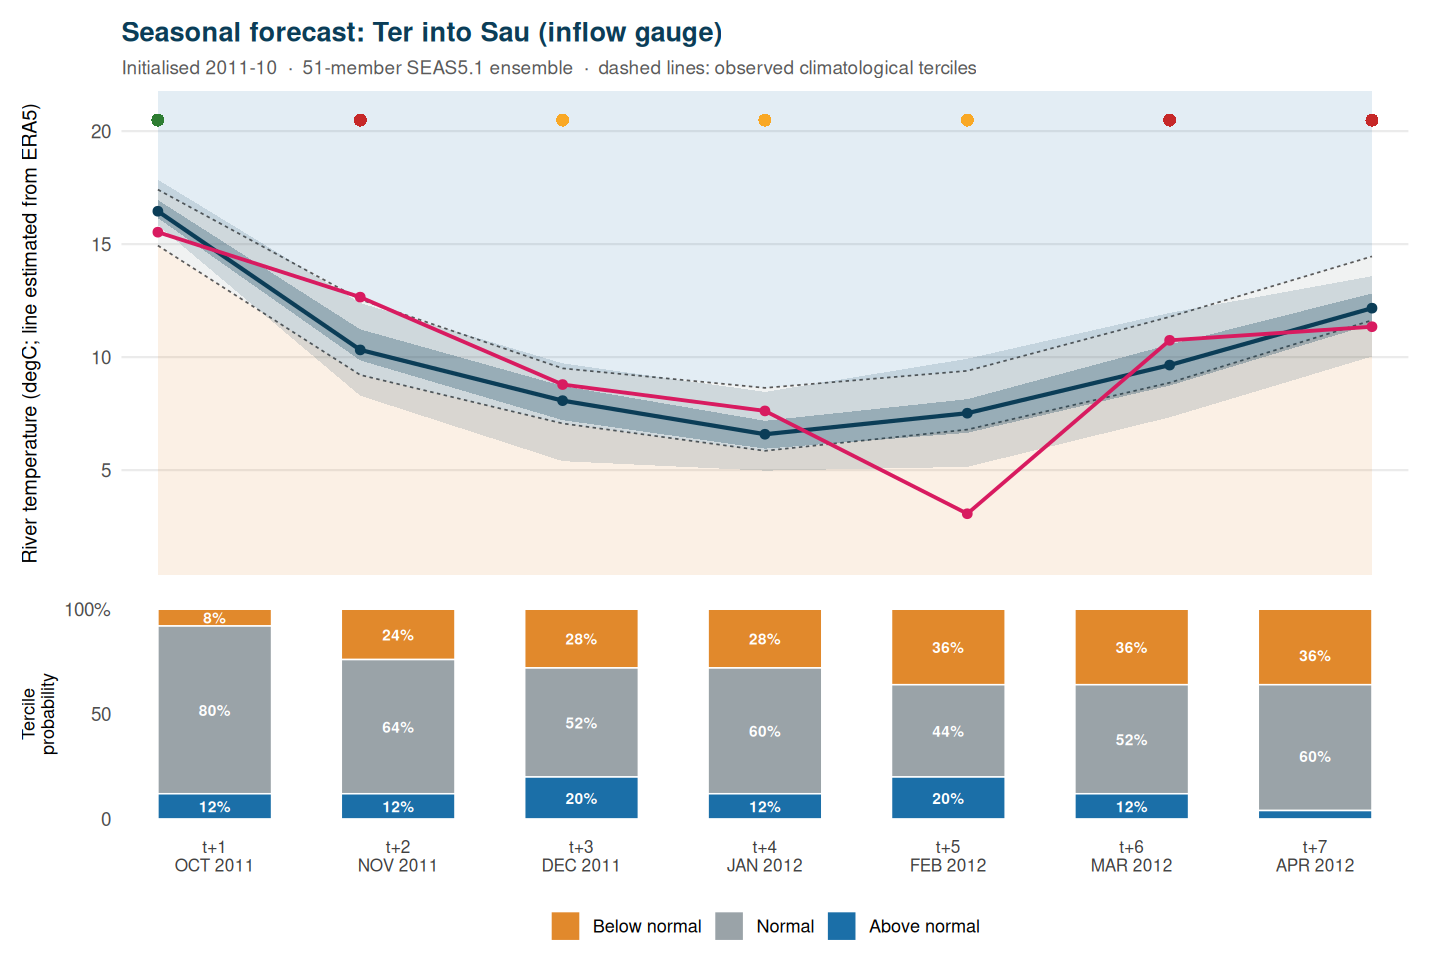 Seasonal forecast: Ter into Sau (inflow gauge)
Initialised 2011-10 · 51-member SEAS5.1 ensemble · dashed lines: observed climatological terciles
River temperature (degC; line estimated from ERA5)
20
15
10
5
Tercile
probability
100%
50
0
8%
80%
12%
24%
64%
12%
28%
52%
20%
28%
60%
12%
36%
44%
20%
36%
52%
12%
36%
60%
t+1
OCT 2011
t+2
NOV 2011
t+3
DEC 2011
t+4
JAN 2012
t+5
FEB 2012
t+6
MAR 2012
t+7
APR 2012
Below normal
Normal
Above normal